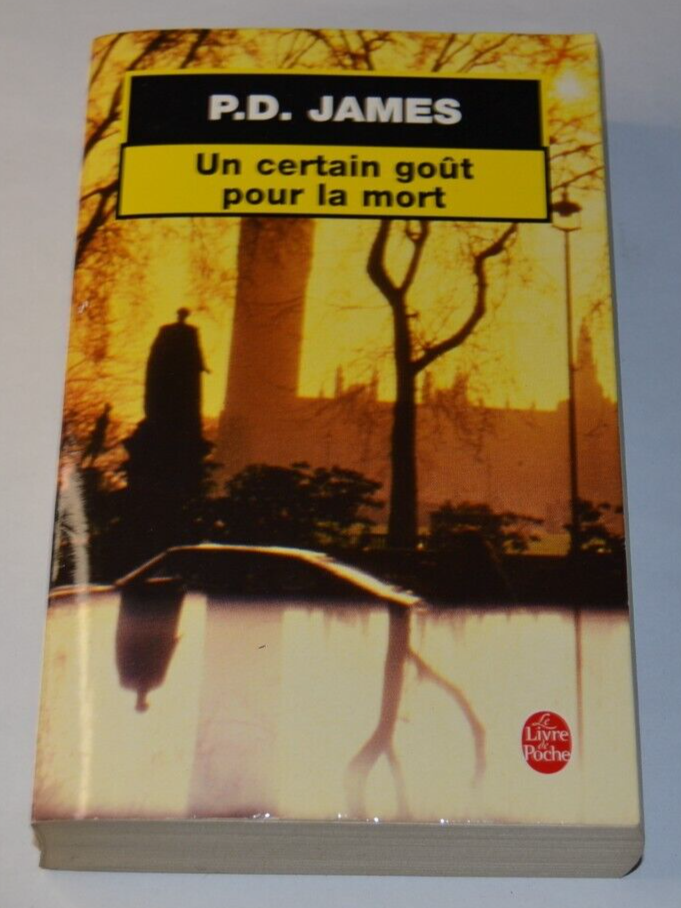 P.D. JAMES
Un certain goût
pour la mort
Le
Livre
de
Poche